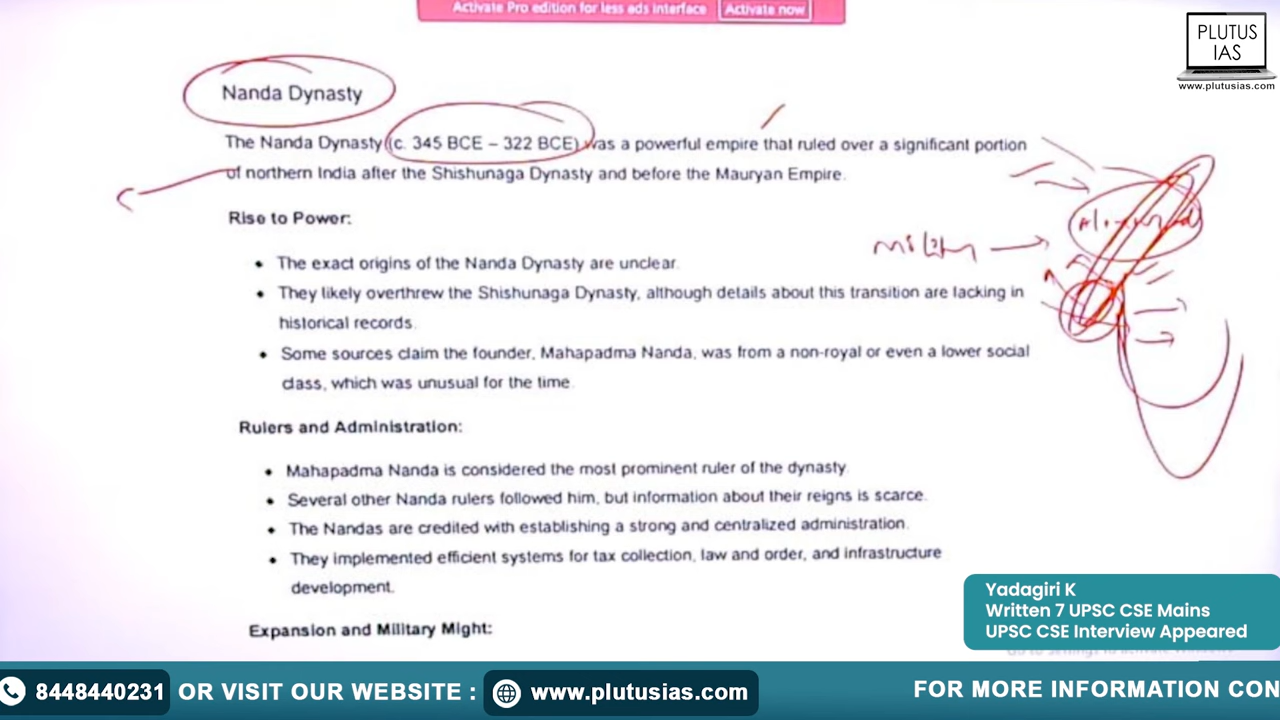 Activate Pro edition for less ads interface Activate now
PLUTUS
IAS
www.plutusias.com
Nanda Dynasty
The Nanda Dynasty (c. 345 BCE – 322 BCE) was a powerful empire that ruled over a significant portion
of northern India after the Shishunaga Dynasty and before the Mauryan Empire.
Rise to Power:
• The exact origins of the Nanda Dynasty are unclear.
• They likely overthrew the Shishunaga Dynasty, although details about this transition are lacking in
historical records.
• Some sources claim the founder, Mahapadma Nanda, was from a non-royal or even a lower social
class, which was unusual for the time.
Rulers and Administration:
• Mahapadma Nanda is considered the most prominent ruler of the dynasty.
• Several other Nanda rulers followed him, but information about their reigns is scarce.
• The Nandas are credited with establishing a strong and centralized administration.
• They implemented efficient systems for tax collection, law and order, and infrastructure
development.
Expansion and Military Might:
Yadagiri K
Written 7 UPSC CSE Mains
UPSC CSE Interview Appeared
8448440231 OR VISIT OUR WEBSITE : www.plutusias.com FOR MORE INFORMATION CON